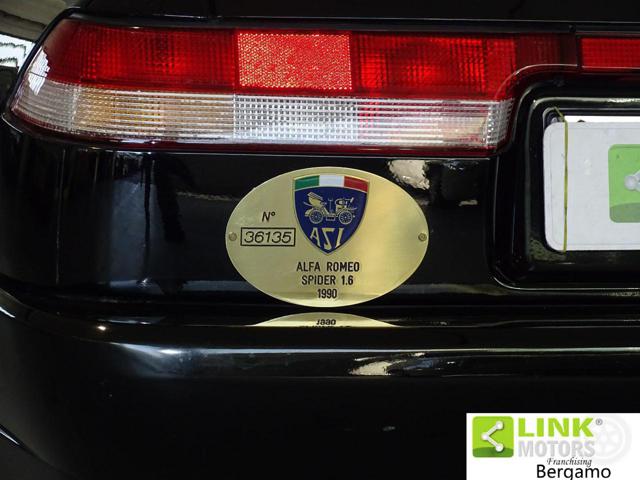 N°
36135
ASI
ALFA ROMEO
SPIDER 1.6
1990
LINK
MOTORS
Franchising
Bergamo